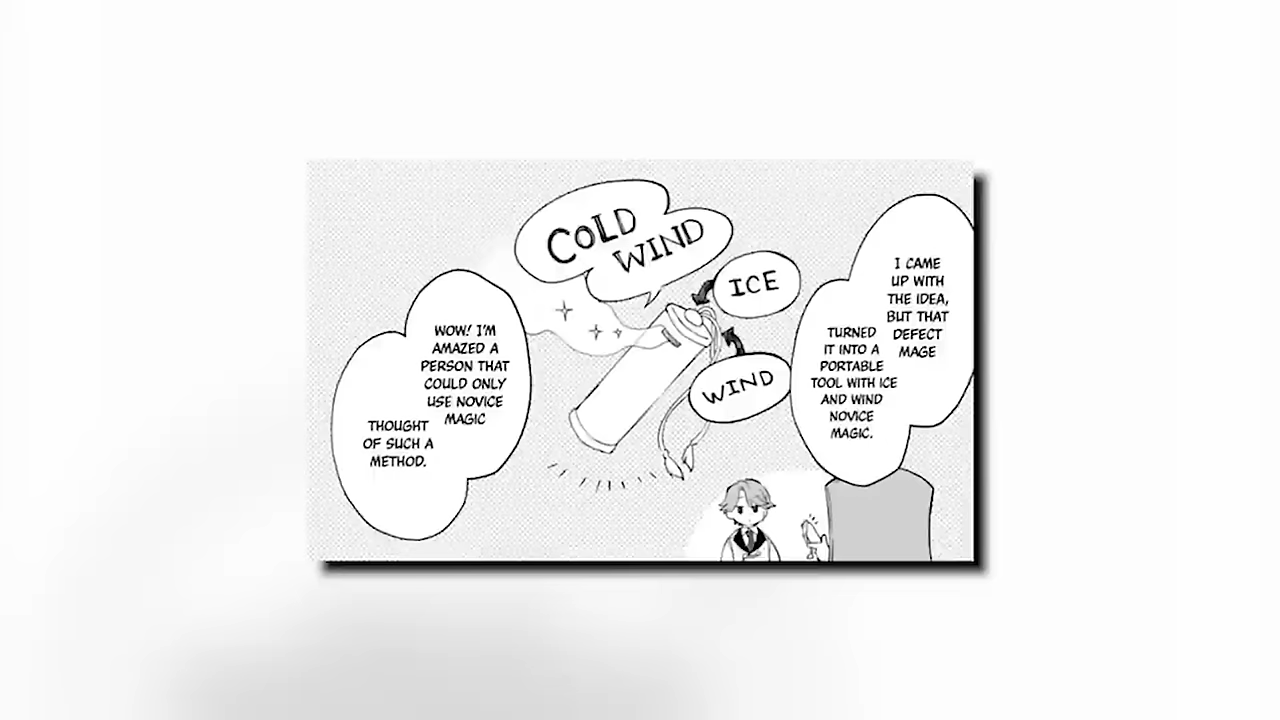 I CAME
UP WITH
THE IDEA,
BUT THAT
DEFECT
MAGE
TURNED
IT INTO A
PORTABLE
TOOL WITH ICE
AND WIND
NOVICE
MAGIC.
COLD
WIND
ICE
WIND
WOW! I'M
AMAZED A
PERSON THAT
COULD ONLY
USE NOVICE
MAGIC
THOUGHT
OF SUCH A
METHOD.